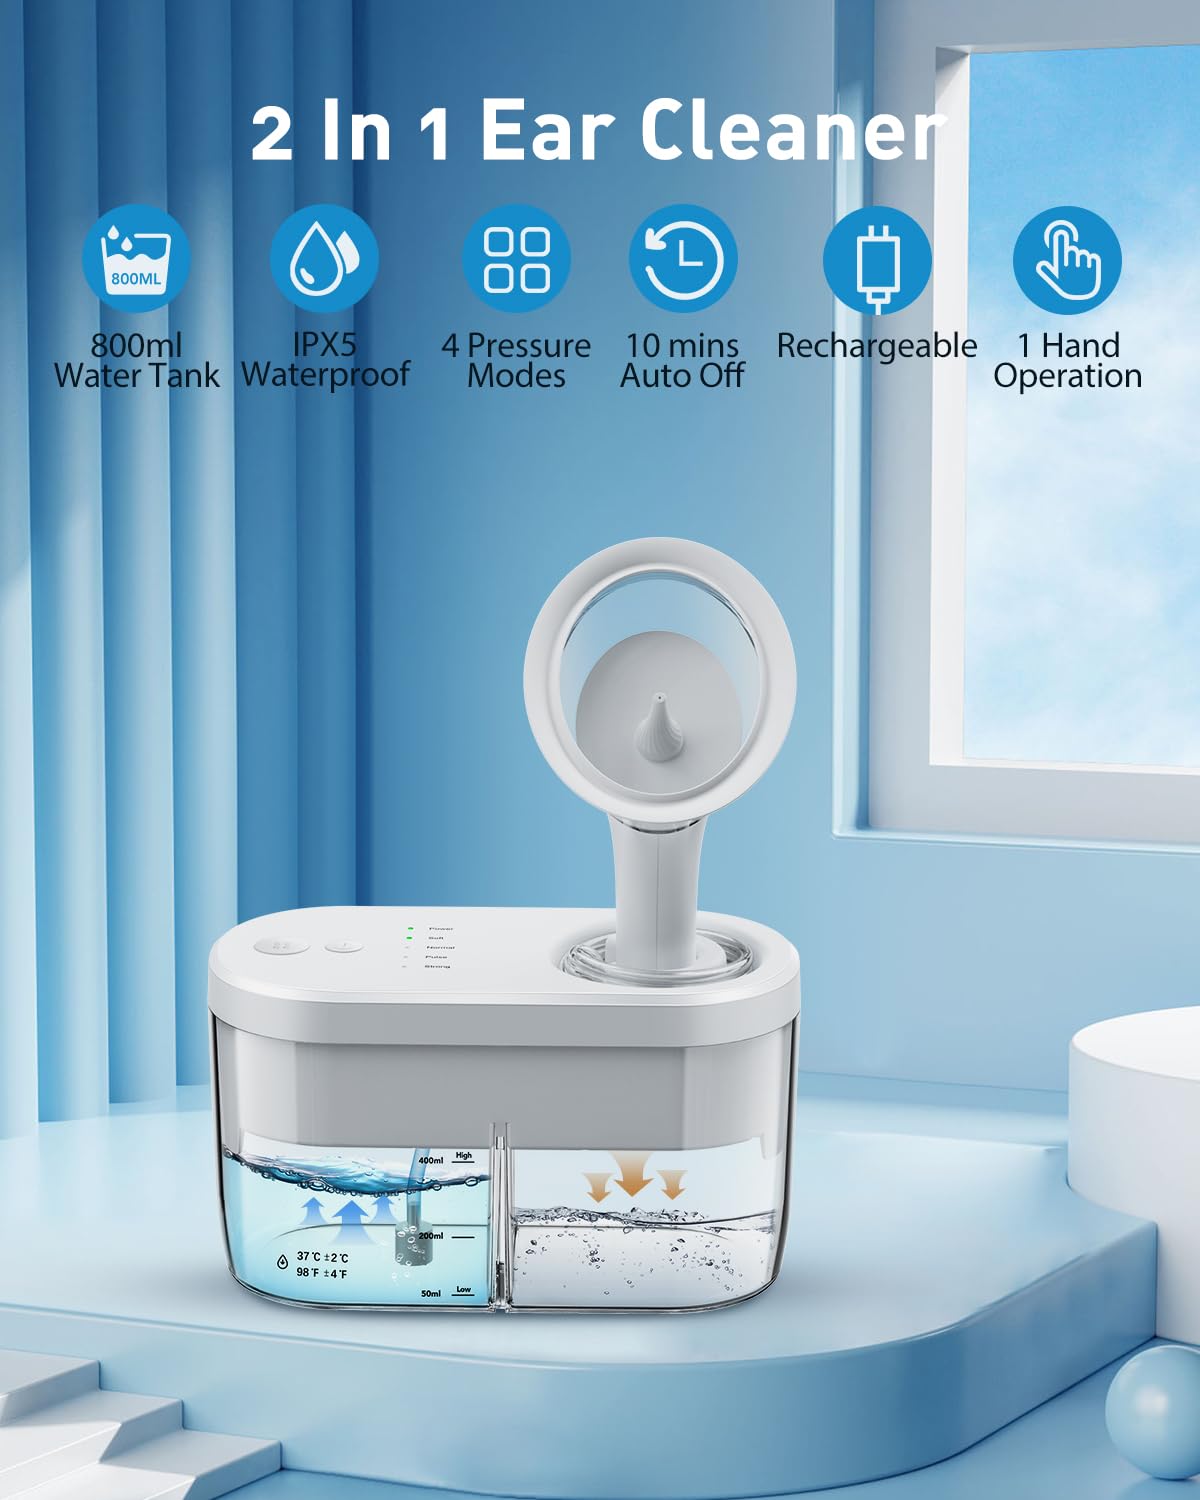 2 In 1 Ear Cleaner
800ML
800ml
Water Tank
IPX5
Waterproof
4 Pressure
Modes
10 mins
Auto Off
Rechargeable
1 Hand
Operation
Power
Soft
Normal
Pulse
Strong
400ml High
200ml
37℃ ±2℃
98℉ ±4℉
50ml Low